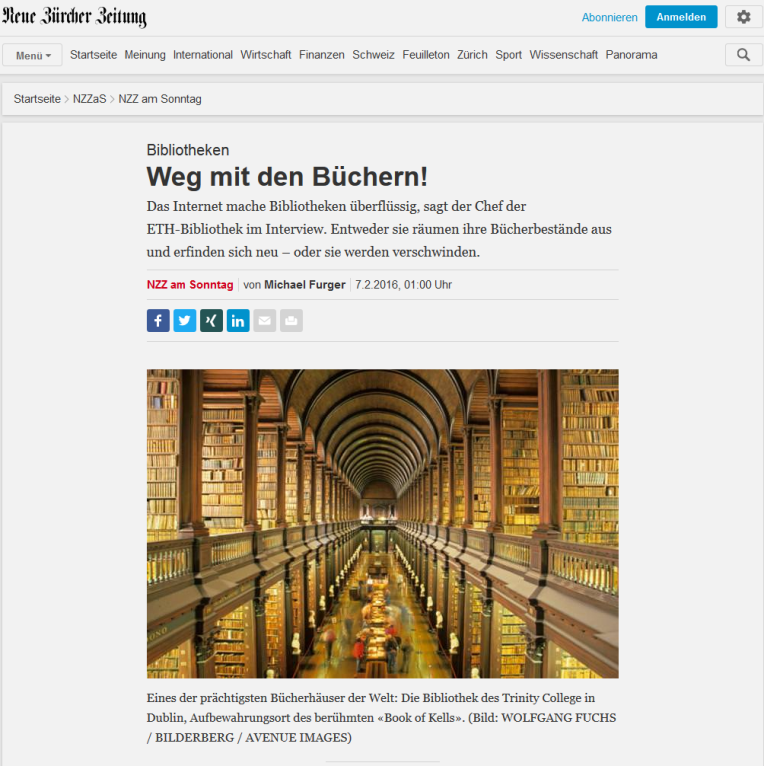 Neue Zürcher Zeitung
Abonnieren
Anmelden
Menü
Startseite Meinung International Wirtschaft Finanzen Schweiz Feuilleton Zürich Sport Wissenschaft Panorama
Startseite > NZZaS > NZZ am Sonntag
Bibliotheken
Weg mit den Büchern!
Das Internet mache Bibliotheken überflüssig, sagt der Chef der
ETH-Bibliothek im Interview. Entweder sie räumen ihre Bücherbestände aus
und erfinden sich neu – oder sie werden verschwinden.
NZZ am Sonntag von Michael Furger 7.2.2016, 01:00 Uhr
Eines der prächtigsten Bücherhäuser der Welt: Die Bibliothek des Trinity College in
Dublin, Aufbewahrungsort des berühmten «Book of Kells». (Bild: WOLFGANG FUCHS
/ BILDERBERG / AVENUE IMAGES)